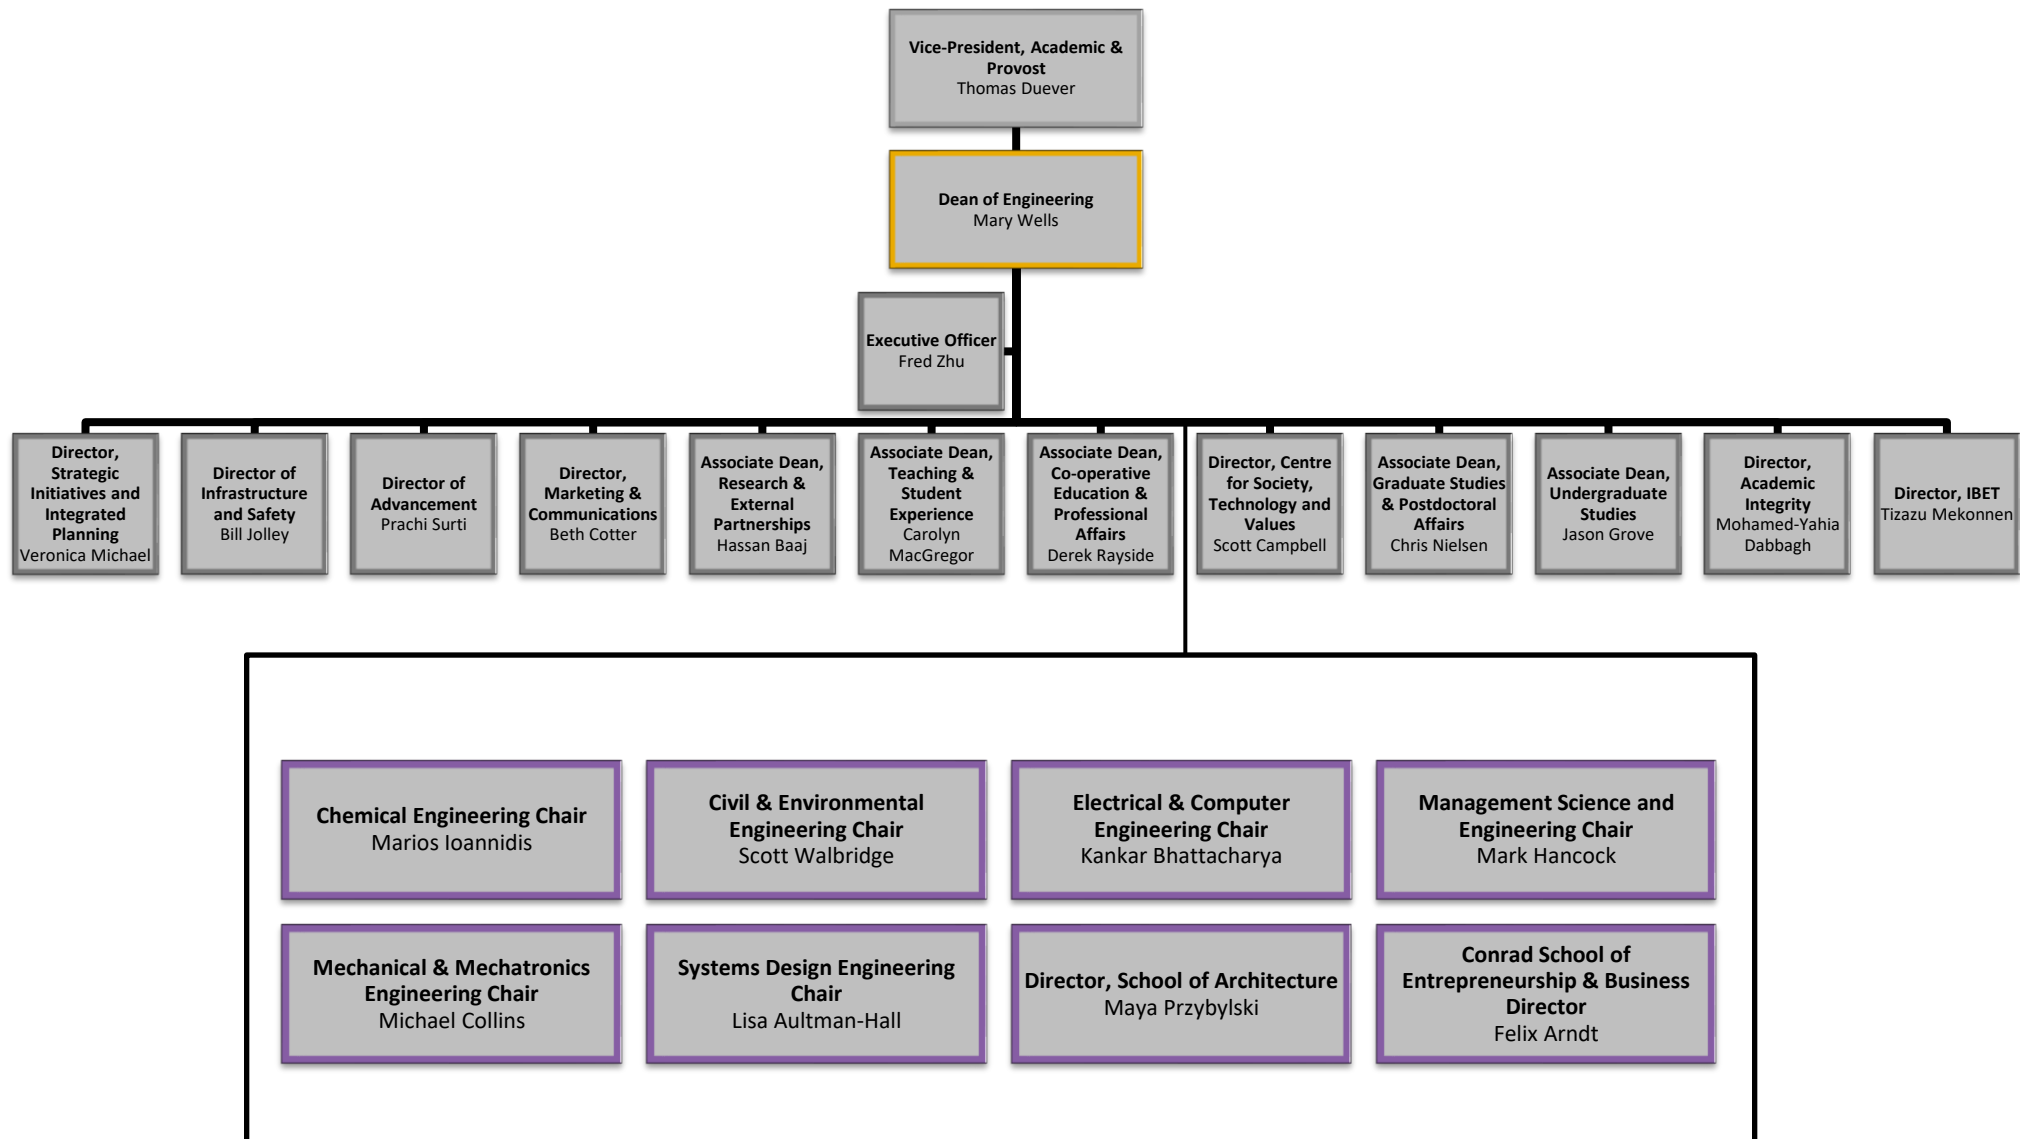 Vice-President, Academic &
Provost
Thomas Duever
Dean of Engineering
Mary Wells
Executive Officer
Fred Zhu
Director,
Strategic
Initiatives and
Integrated
Planning
Veronica Michael
Director of
Infrastructure
and Safety
Bill Jolley
Director of
Advancement
Prachi Surti
Director,
Marketing &
Communications
Beth Cotter
Associate Dean,
Research &
External
Partnerships
Hassan Baaj
Associate Dean,
Teaching &
Student
Experience
Carolyn
MacGregor
Associate Dean,
Co-operative
Education &
Professional
Affairs
Derek Rayside
Director, Centre
for Society,
Technology and
Values
Scott Campbell
Associate Dean,
Graduate Studies
& Postdoctoral
Affairs
Chris Nielsen
Associate Dean,
Undergraduate
Studies
Jason Grove
Director,
Academic
Integrity
Mohamed-Yahia
Dabbagh
Director, IBET
Tizazu Mekonnen
Chemical Engineering Chair
Marios Ioannidis
Civil & Environmental
Engineering Chair
Scott Walbridge
Electrical & Computer
Engineering Chair
Kankar Bhattacharya
Management Science and
Engineering Chair
Mark Hancock
Mechanical & Mechatronics
Engineering Chair
Michael Collins
Systems Design Engineering
Chair
Lisa Aultman-Hall
Director, School of Architecture
Maya Przybylski
Conrad School of
Entrepreneurship & Business
Director
Felix Arndt